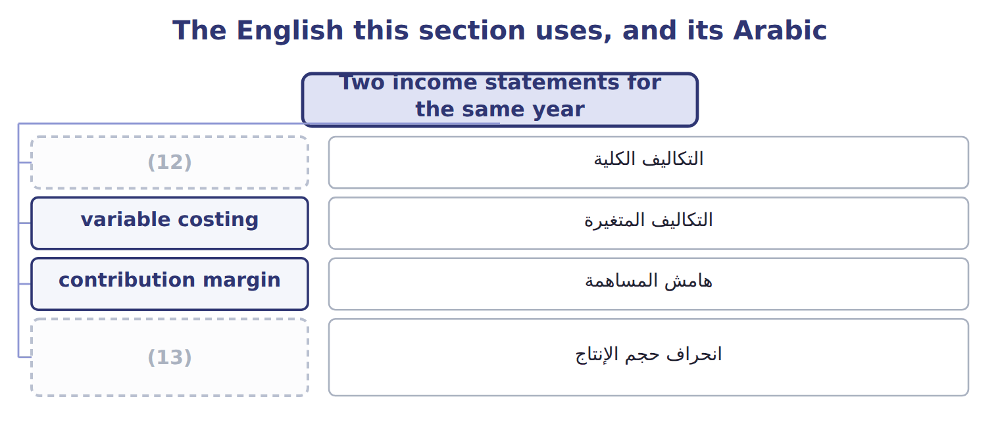 The English this section uses, and its Arabic
Two income statements for
the same year
(12)
التكاليف الكلية
variable costing
التكاليف المتغيرة
contribution margin
هامش المساهمة
(13)
انحراف حجم الإنتاج